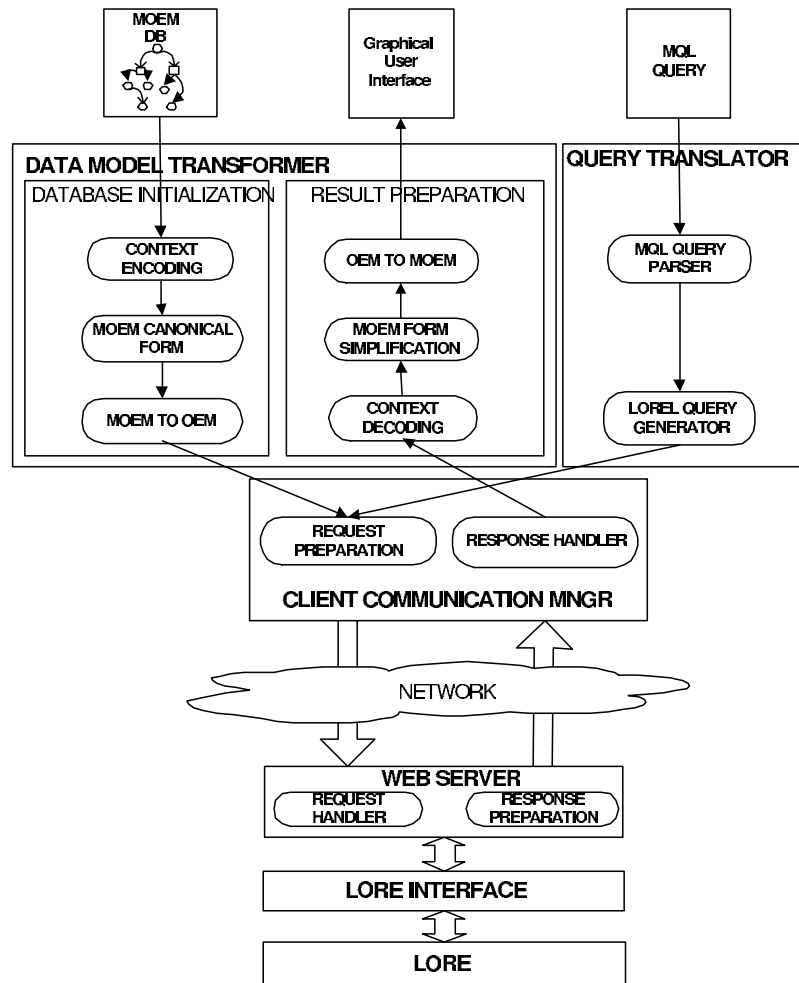 MOEM
DB
Graphical
User
Interface
MQL
QUERY
DATA MODEL TRANSFORMER
QUERY TRANSLATOR
DATABASE INITIALIZATION
RESULT PREPARATION
CONTEXT
ENCODING
OEM TO MOEM
MQL QUERY
PARSER
MOEM CANONICAL
FORM
MOEM FORM
SIMPLIFICATION
MOEM TO OEM
CONTEXT
DECODING
LOREL QUERY
GENERATOR
REQUEST
PREPARATION
RESPONSE HANDLER
CLIENT COMMUNICATION MNGR
NETWORK
WEB SERVER
REQUEST
HANDLER
RESPONSE
PREPARATION
LORE INTERFACE
LORE